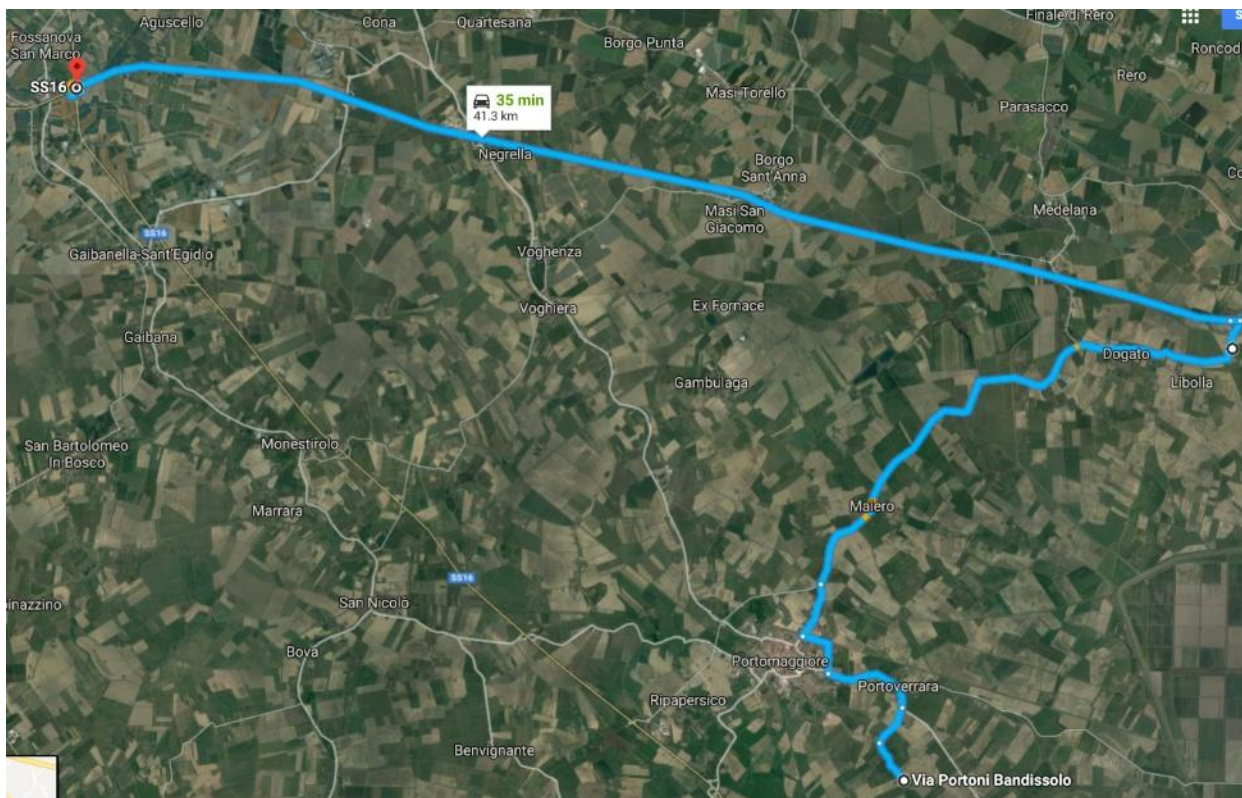 Aguscello
Cona
Quartesana
Finale di Rero
S
Fossanova
San Marco
Borgo Punta
Roncod
Rero
SS16
35 min
41.3 km
Masi Torello
Parasacco
Negrella
Borgo
Sant'Anna
Co
Masi San
Giacomo
Medelana
SS16
Gaibanella-Sant'Egidio
Voghenza
Voghiera
Ex Fornace
Gaibana
Dogato
Libolla
Gambulaga
San Bartolomeo
In Bosco
Monestirolo
Marrara
Maiero
SS16
pinazzino
San Nicolò
Bova
Portomaggiore
Ripapersico
Portoverrara
Benvignante
Via Portoni Bandissolo